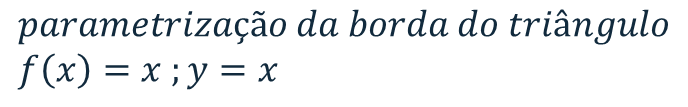 parametrização da borda do triângulo
f(x) = x ; y = x